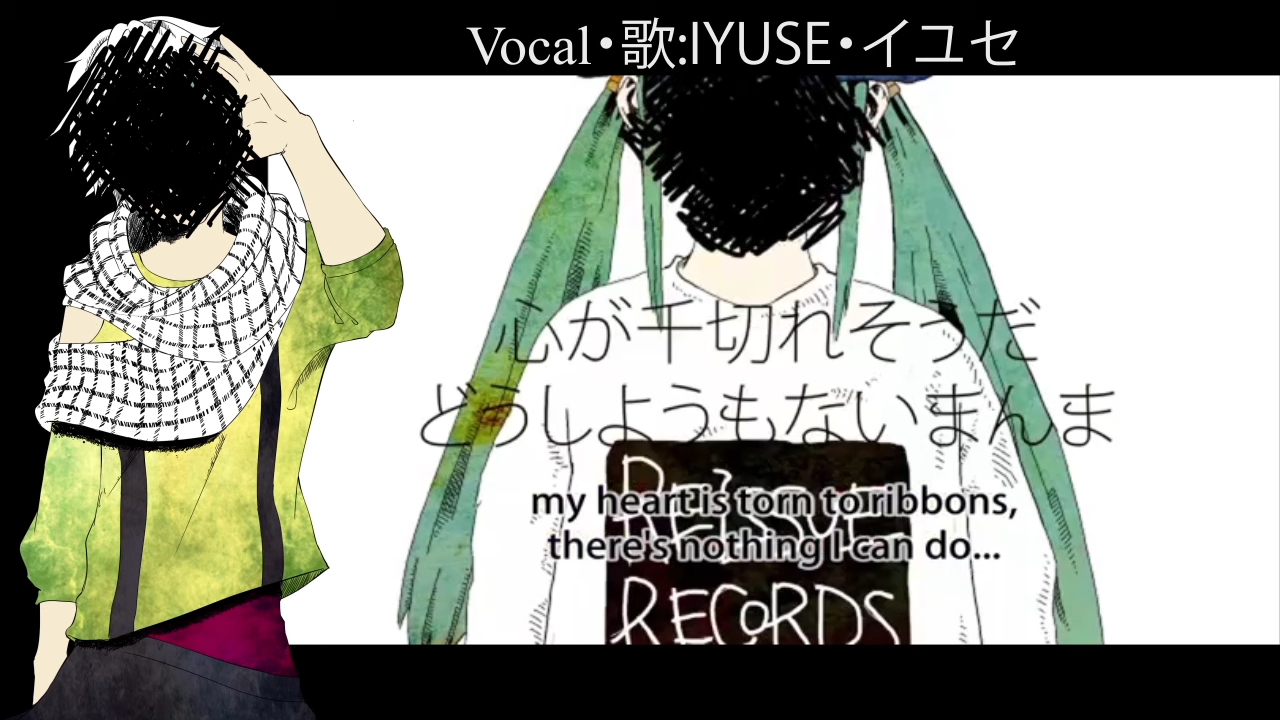 Vocal・歌:IYUSE・イユセ
心が千切れそうだ
どうしようもないまんま
REISSUE
my heart is torn to ribbons,
there's nothing I can do...
RECORDS